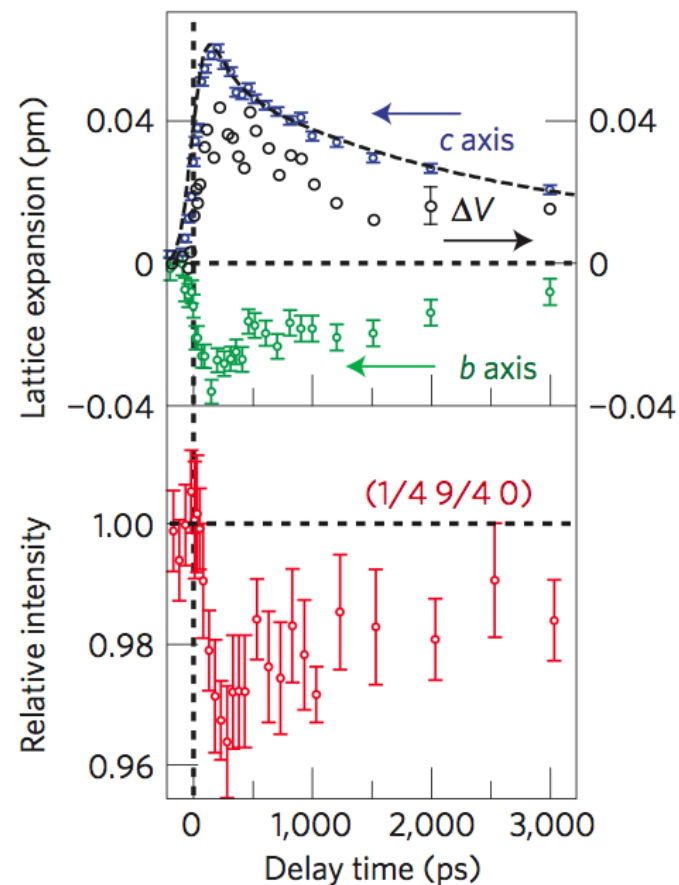 Lattice expansion (pm)
0.04
0
−0.04
0.04
0
−0.04
c axis
ΔV
b axis
Relative intensity
1.00
0.98
0.96
(1/4 9/4 0)
0
1,000
2,000
3,000
Delay time (ps)